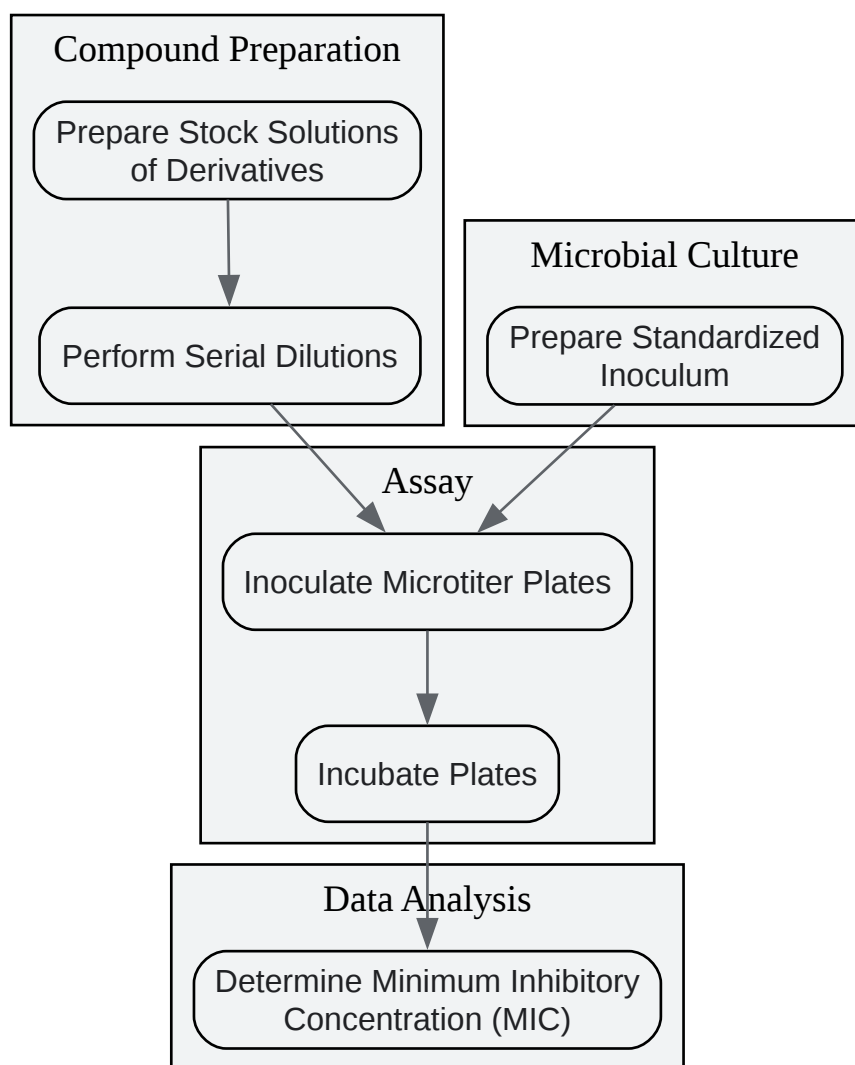 Compound Preparation
Prepare Stock Solutions
of Derivatives
Perform Serial Dilutions
Microbial Culture
Prepare Standardized
Inoculum
Assay
Inoculate Microtiter Plates
Incubate Plates
Data Analysis
Determine Minimum Inhibitory
Concentration (MIC)